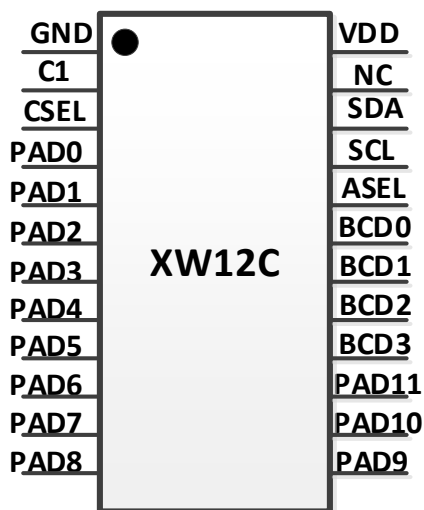 GND VDD
C1 NC
CSEL SDA
PAD0 SCL
PAD1 ASEL
PAD2 BCD0
XW12C
PAD3 BCD1
PAD4 BCD2
PAD5 BCD3
PAD6 PAD11
PAD7 PAD10
PAD8 PAD9